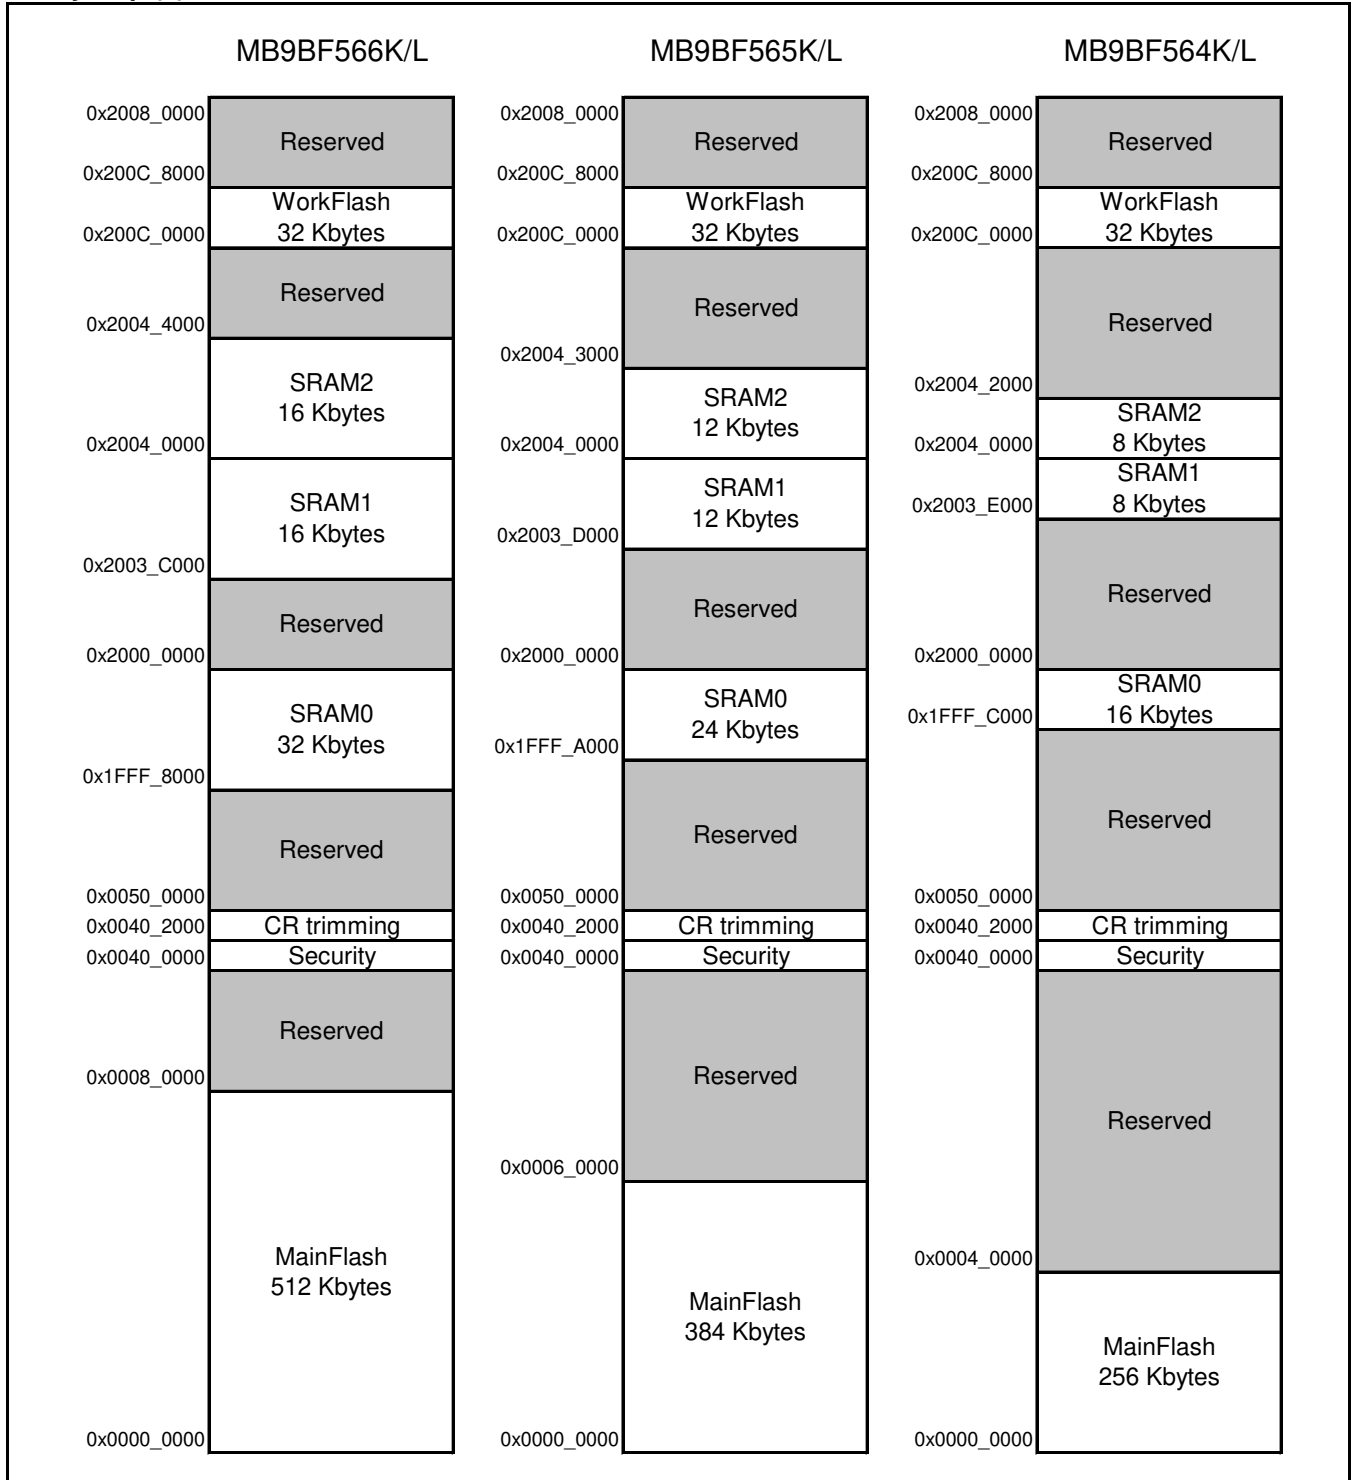 MB9BF566K/L
0x2008_0000
Reserved
0x200C_8000
WorkFlash
32 Kbytes
0x200C_0000
Reserved
0x2004_4000
SRAM2
16 Kbytes
0x2004_0000
SRAM1
16 Kbytes
0x2003_C000
Reserved
0x2000_0000
SRAM0
32 Kbytes
0x1FFF_8000
Reserved
0x0050_0000
CR trimming
0x0040_2000
Security
0x0040_0000
Reserved
0x0008_0000
MainFlash
512 Kbytes
0x0000_0000
MB9BF565K/L
0x2008_0000
Reserved
0x200C_8000
WorkFlash
32 Kbytes
0x200C_0000
Reserved
0x2004_3000
SRAM2
12 Kbytes
0x2004_0000
SRAM1
12 Kbytes
0x2003_D000
Reserved
0x2000_0000
SRAM0
24 Kbytes
0x1FFF_A000
Reserved
0x0050_0000
CR trimming
0x0040_2000
Security
0x0040_0000
Reserved
0x0006_0000
MainFlash
384 Kbytes
0x0000_0000
MB9BF564K/L
0x2008_0000
Reserved
0x200C_8000
WorkFlash
32 Kbytes
0x200C_0000
Reserved
0x2004_2000
SRAM2
8 Kbytes
0x2004_0000
SRAM1
8 Kbytes
0x2003_E000
Reserved
0x2000_0000
SRAM0
16 Kbytes
0x1FFF_C000
Reserved
0x0050_0000
CR trimming
0x0040_2000
Security
0x0040_0000
Reserved
0x0004_0000
MainFlash
256 Kbytes
0x0000_0000